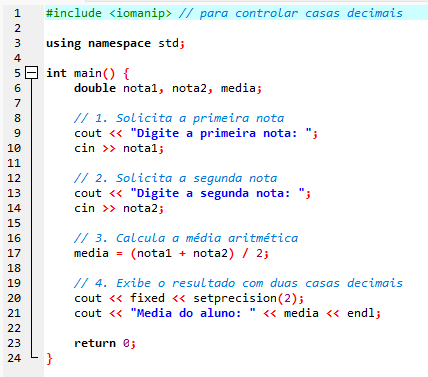 1 #include <iomanip> // para controlar casas decimais
2
3 using namespace std;
4
5 int main() {
6     double nota1, nota2, media;
7
8     // 1. Solicita a primeira nota
9     cout << "Digite a primeira nota: ";
10     cin >> nota1;
11
12     // 2. Solicita a segunda nota
13     cout << "Digite a segunda nota: ";
14     cin >> nota2;
15
16     // 3. Calcula a média aritmética
17     media = (nota1 + nota2) / 2;
18
19     // 4. Exibe o resultado com duas casas decimais
20     cout << fixed << setprecision(2);
21     cout << "Media do aluno: " << media << endl;
22
23     return 0;
24 }